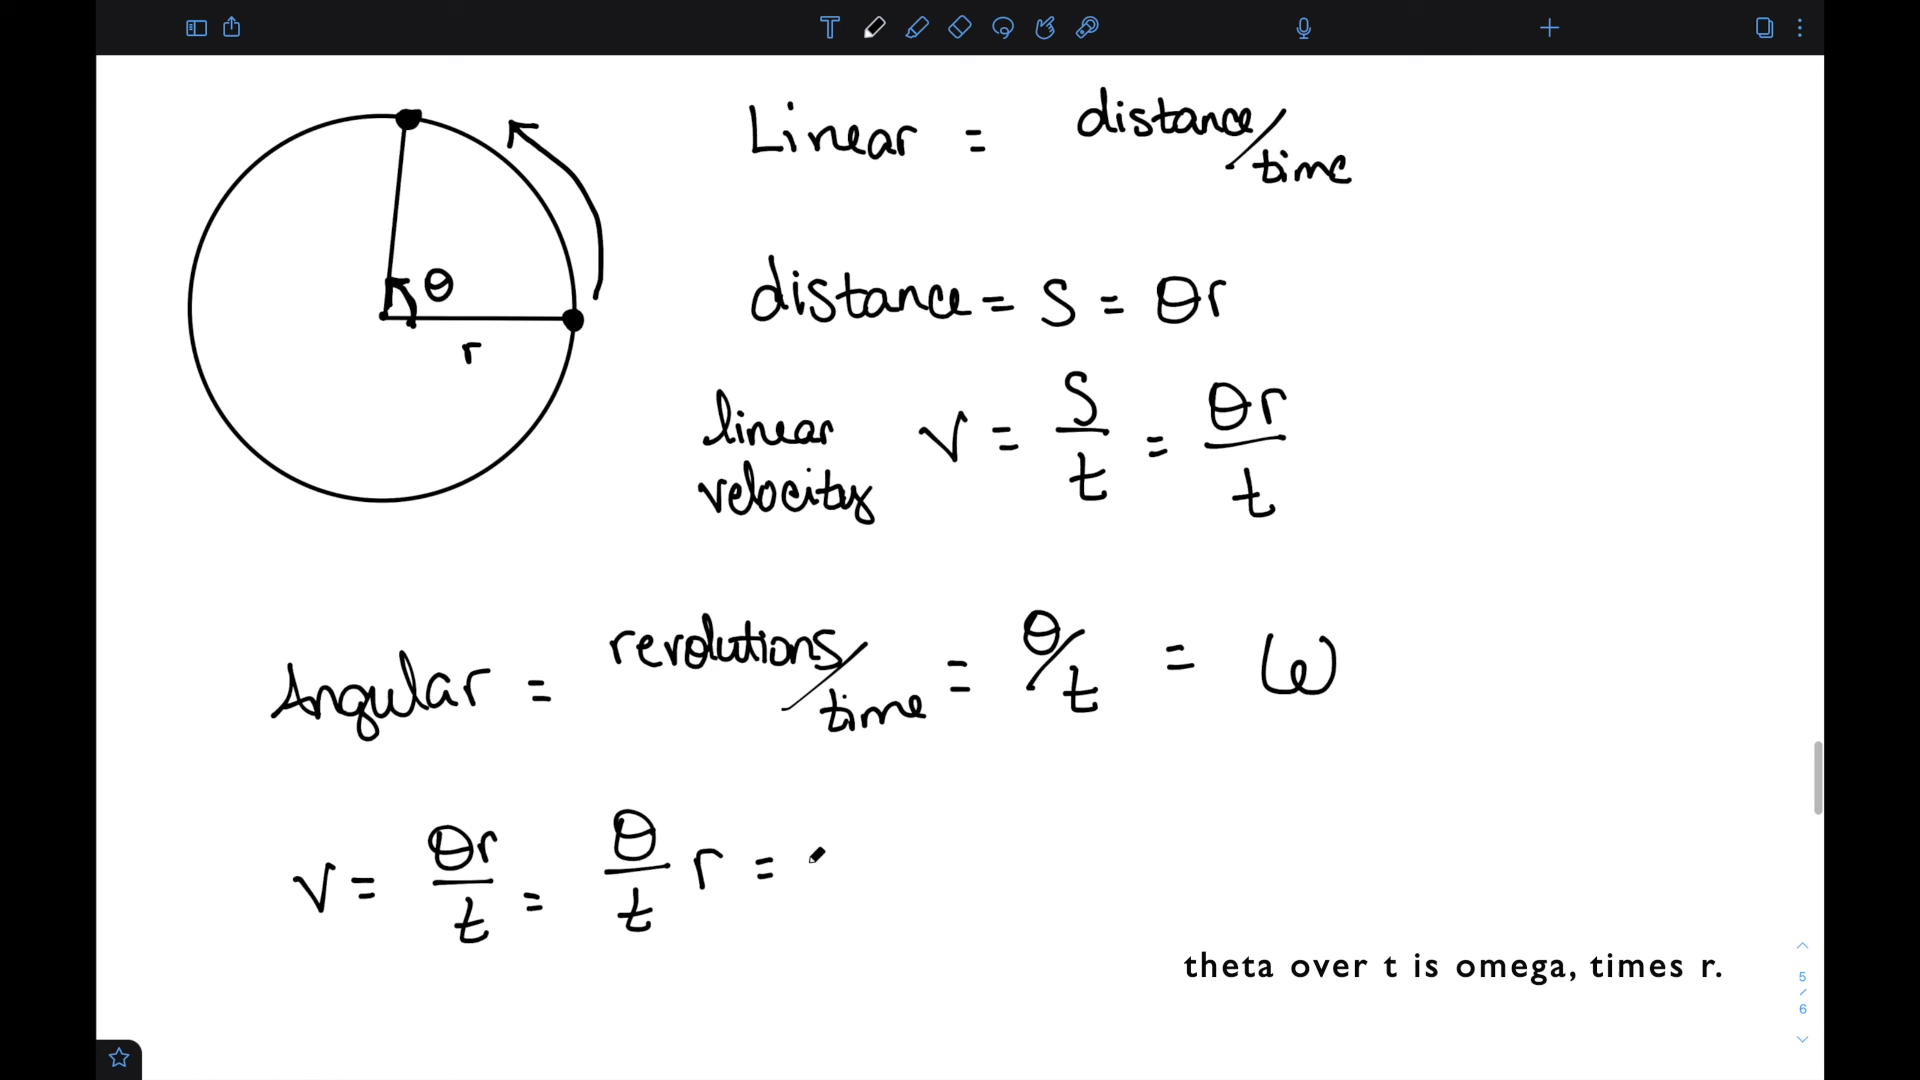 Linear = distance/time
θ
r
distance = S = θr
linear velocity v = S/t = θr/t
Angular = revolutions/time = θ/t = ω
v = θr/t = θ/t r =
theta over t is omega, times r.
5
/
6